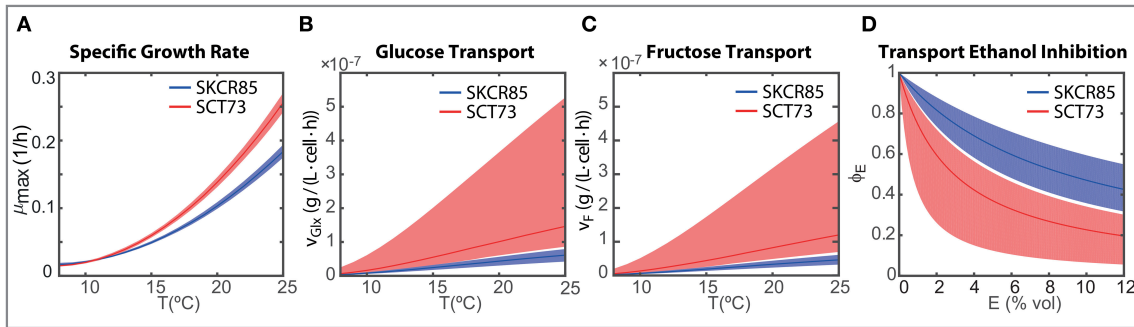 A
Specific Growth Rate
0.3
0.2
0.1
0
μmax (1/h)
SKCR85
SCT73
10
15
20
25
T(ºC)
B
Glucose Transport
×10-7
5
4
3
2
1
0
vGlx (g / (L· cell· h))
SKCR85
SCT73
10
15
20
25
T(ºC)
C
Fructose Transport
×10-7
5
4
3
2
1
0
vF (g / (L· cell· h))
SKCR85
SCT73
10
15
20
25
T(ºC)
D
Transport Ethanol Inhibition
1
0.8
0.6
0.4
0.2
0
ϕE
SKCR85
SCT73
0 2 4 6 8 10 12
E (% vol)